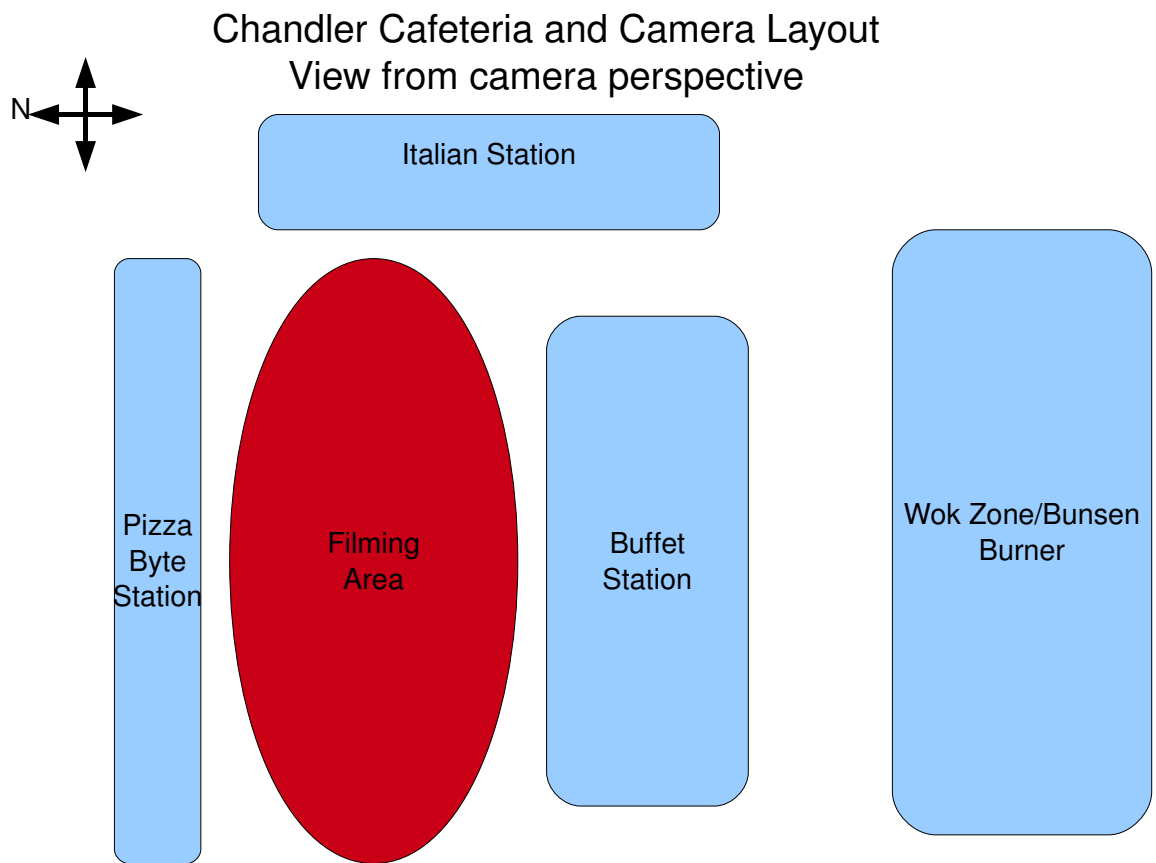 Chandler Cafeteria and Camera Layout
View from camera perspective
N
Italian Station
Pizza
Byte
Station
Filming
Area
Buffet
Station
Wok Zone/Bunsen
Burner